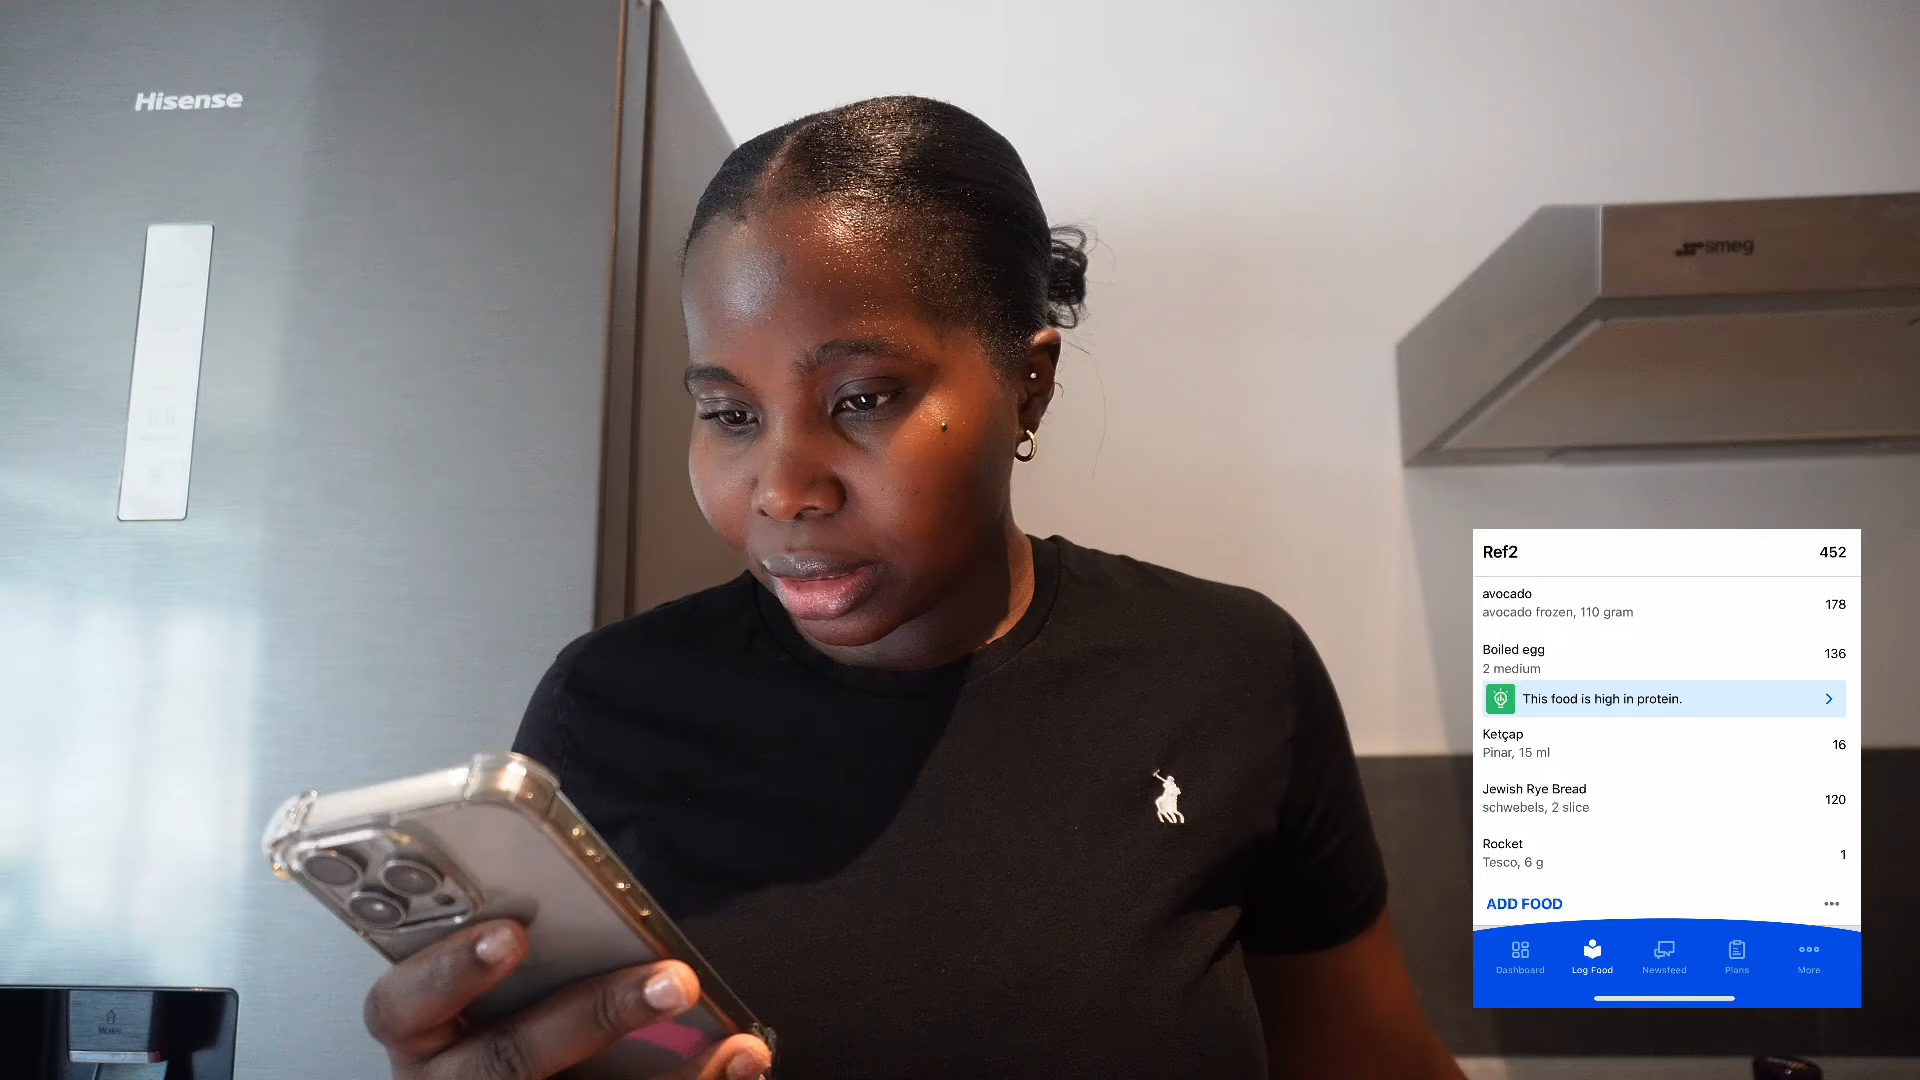 Hisense
smeg
Water
Ref2 452
avocado
avocado frozen, 110 gram 178
Boiled egg
2 medium 136
This food is high in protein.
Ketçap
Pinar, 15 ml 16
Jewish Rye Bread
schwebels, 2 slice 120
Rocket
Tesco, 6 g 1
ADD FOOD
Dashboard Log Food Newsfeed Plans More